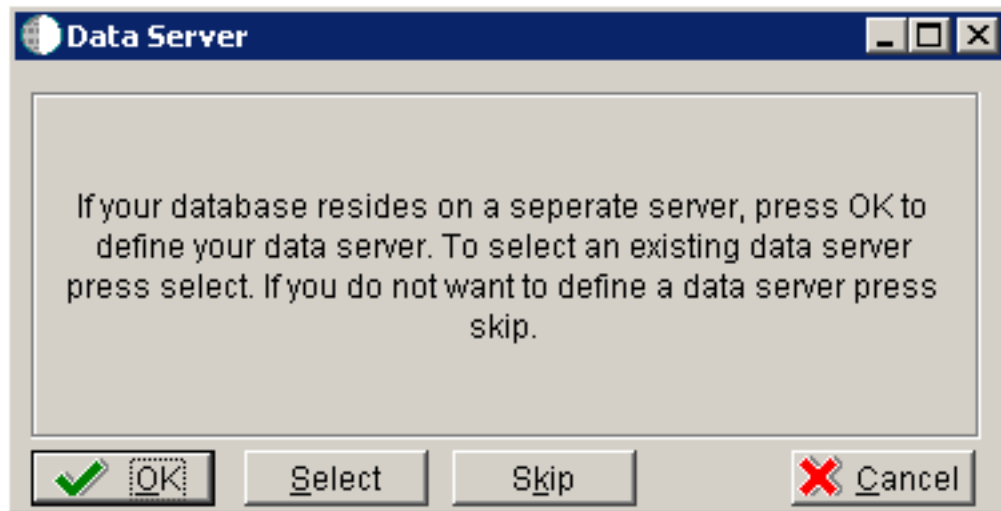 Data Server
If your database resides on a seperate server, press OK to
define your data server. To select an existing data server
press select. If you do not want to define a data server press
skip.
OK
Select
Skip
Cancel